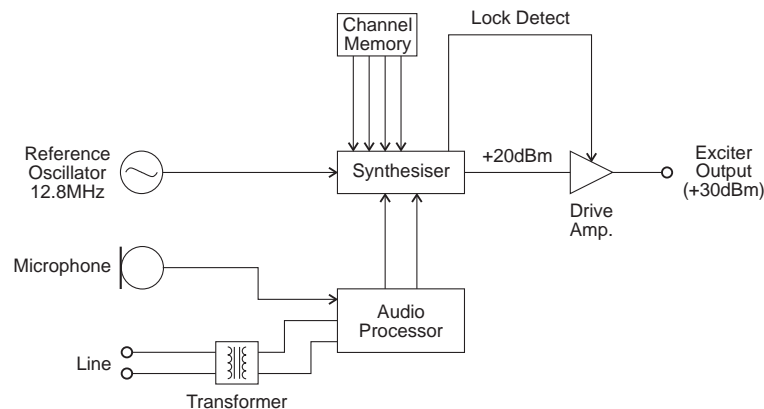 Channel
Memory
Lock Detect
Reference
Oscillator
12.8MHz
Synthesiser
+20dBm
Exciter
Output
(+30dBm)
Drive
Amp.
Microphone
Audio
Processor
Line
Transformer